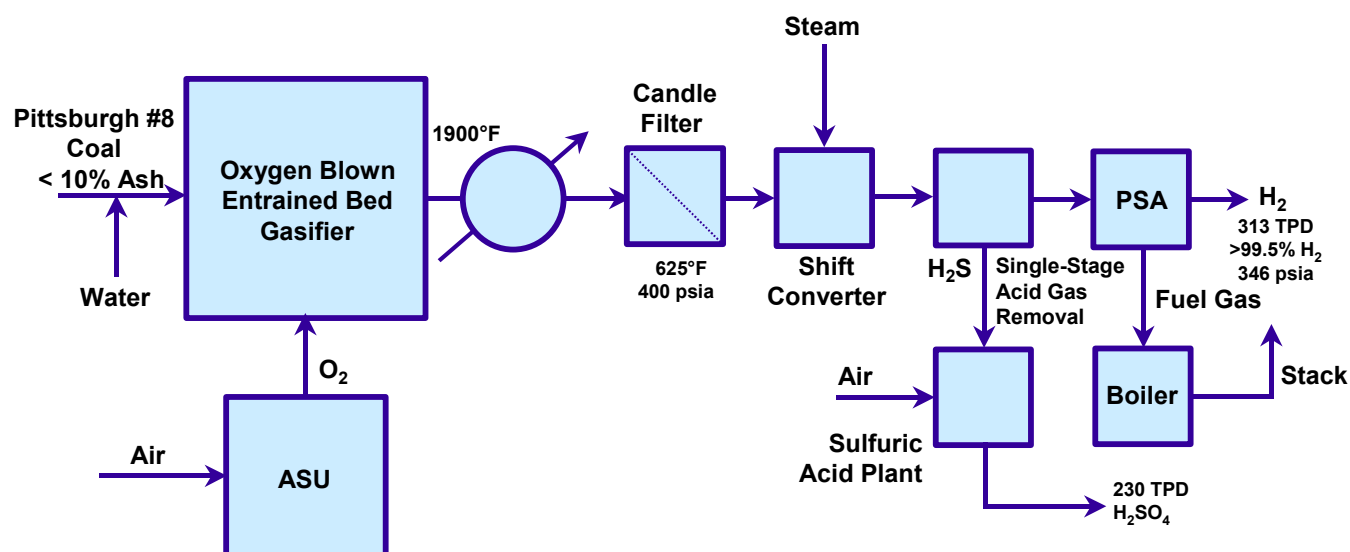 Steam
Pittsburgh #8
Coal
< 10% Ash
Water
Oxygen Blown
Entrained Bed
Gasifier
1900°F
Candle
Filter
625°F
400 psia
Shift
Converter
H₂S
Single-Stage
Acid Gas
Removal
PSA
H₂
313 TPD
>99.5% H₂
346 psia
Fuel Gas
Boiler
Stack
O₂
Air
ASU
Air
Sulfuric
Acid Plant
230 TPD
H₂SO₄